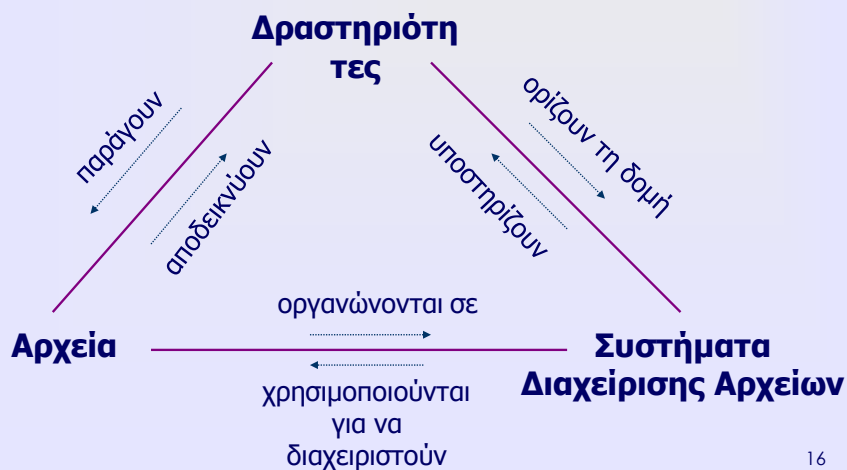 Δραστηριότη
τες
παράγουν
αποδεικνύουν
ορίζουν τη δομή
υποστηρίζουν
οργανώνονται σε
Αρχεία
Συστήματα
Διαχείρισης Αρχείων
χρησιμοποιούνται
για να
διαχειριστούν
16